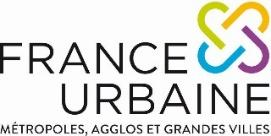 FRANCE
URBAINE
MÉTROPOLES, AGGLOS ET GRANDES VILLES